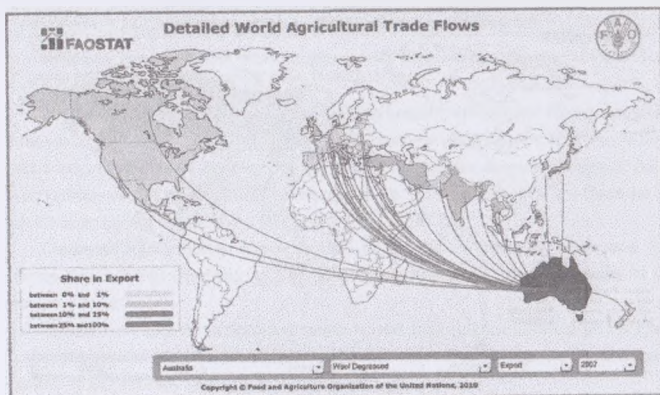 Detailed World Agricultural Trade Flows
FAOSTAT
FAO
Share in Export
between 0% and 1%
between 1% and 10%
between 10% and 25%
between 25% and 100%
Australia
Wool Degreased
Export
2007
Copyright © Food and Agriculture Organisation of the United Nations, 2010